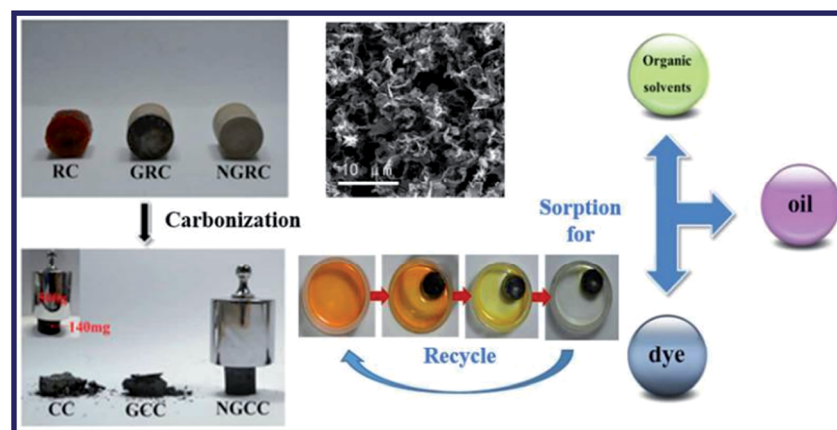 RC
GRC
NGRC
10 μm
Organic
solvents
Carbonization
Sorption
for
oil
140mg
Recycle
dye
CC
GCC
NGCC